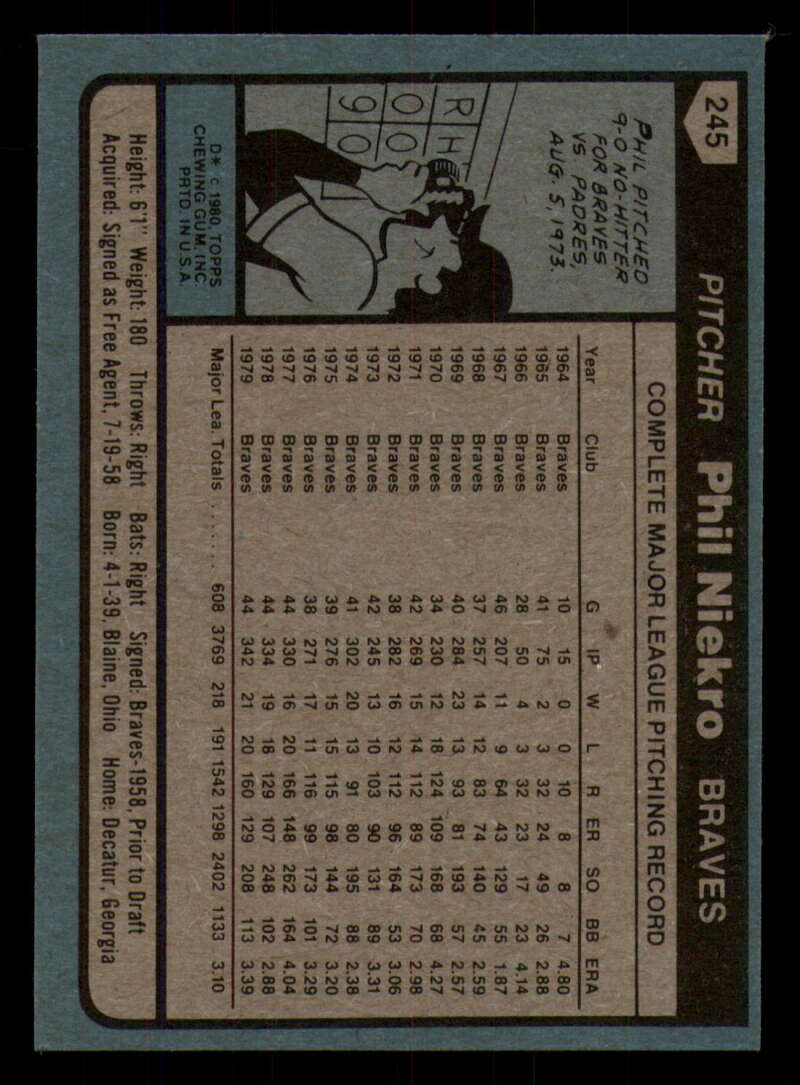 245
PITCHER Phil Niekro BRAVES
PHIL PITCHED
9-0 NO-HITTER
FOR BRAVES
VS PADRES,
AUG. 5, 1973.
R H
0 0
9 0
D* c 1980 TOPPS
CHEWING GUM, INC.
PRTD. IN U.S.A.
COMPLETE MAJOR LEAGUE PITCHING RECORD
Year Club G IP W L R ER SO BB ERA
1964 Braves 10 15 0 0 10 8 8 7 4.80
1965 Braves 41 75 2 3 32 24 49 26 2.88
1966 Braves 28 50 4 3 32 23 17 23 4.14
1967 Braves 46 207 11 9 64 43 129 55 1.87
1968 Braves 37 257 14 12 83 74 140 45 2.59
1969 Braves 40 284 23 13 93 81 193 57 2.57
1970 Braves 34 230 12 18 124 109 168 68 4.27
1971 Braves 42 269 15 14 112 89 173 70 2.98
1972 Braves 38 282 16 12 112 96 164 53 3.06
1973 Braves 42 245 13 10 103 90 131 89 3.31
1974 Braves 41 302 20 13 91 80 195 88 2.38
1975 Braves 39 276 15 15 115 98 144 72 3.20
1976 Braves 38 271 17 11 116 99 173 101 3.29
1977 Braves 44 330 16 20 166 148 262 164 4.04
1978 Braves 44 334 19 18 129 107 248 102 2.88
1979 Braves 44 342 21 20 160 129 208 113 3.39
Major Lea. Totals . . . . . . . 608 3769 218 191 1542 1298 2402 1133 3.10
Height: 6'1" Weight: 180 Throws: Right Bats: Right Signed: Braves-1958, Prior to Draft
Acquired: Signed as Free Agent, 7-19-58 Born: 4-1-39, Blaine, Ohio Home: Decatur, Georgia